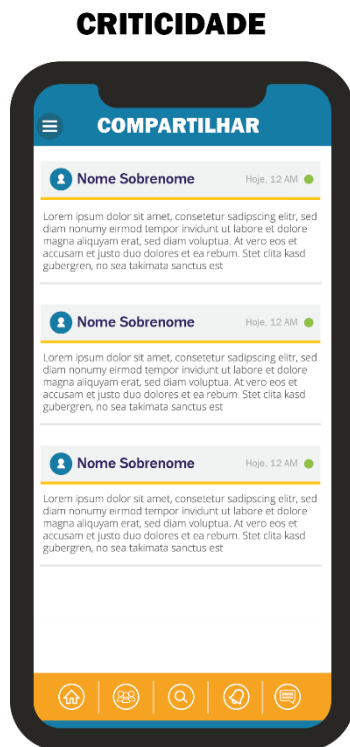 CRITICIDADE
COMPARTILHAR
Nome Sobrenome
Hoje, 12 AM
Lorem ipsum dolor sit amet, consetetur sadipscing elitr, sed
diam nonumy eirmod tempor invidunt ut labore et dolore
magna aliquyam erat, sed diam voluptua. At vero eos et
accusam et justo duo dolores et ea rebum. Stet clita kasd
gubergren, no sea takimata sanctus est
Nome Sobrenome
Hoje, 12 AM
Lorem ipsum dolor sit amet, consetetur sadipscing elitr, sed
diam nonumy eirmod tempor invidunt ut labore et dolore
magna aliquyam erat, sed diam voluptua. At vero eos et
accusam et justo duo dolores et ea rebum. Stet clita kasd
gubergren, no sea takimata sanctus est
Nome Sobrenome
Hoje, 12 AM
Lorem ipsum dolor sit amet, consetetur sadipscing elitr, sed
diam nonumy eirmod tempor invidunt ut labore et dolore
magna aliquyam erat, sed diam voluptua. At vero eos et
accusam et justo duo dolores et ea rebum. Stet clita kasd
gubergren, no sea takimata sanctus est